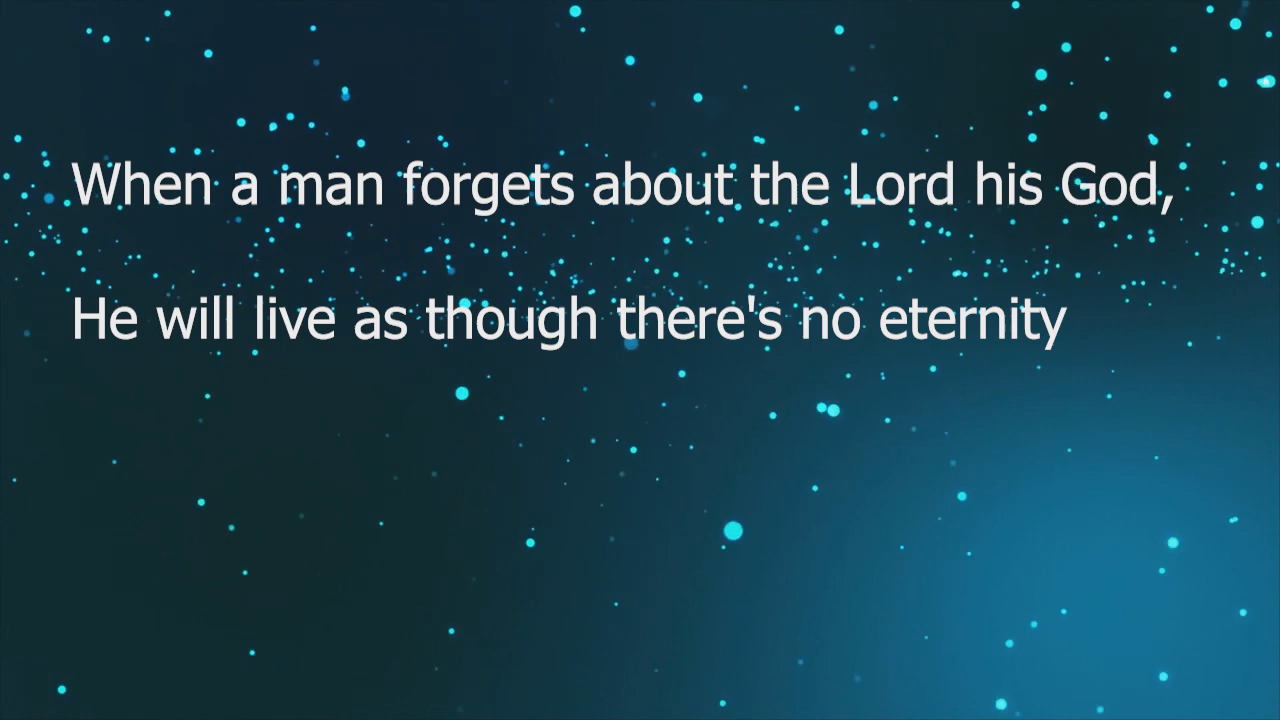 When a man forgets about the Lord his God,
He will live as though there's no eternity